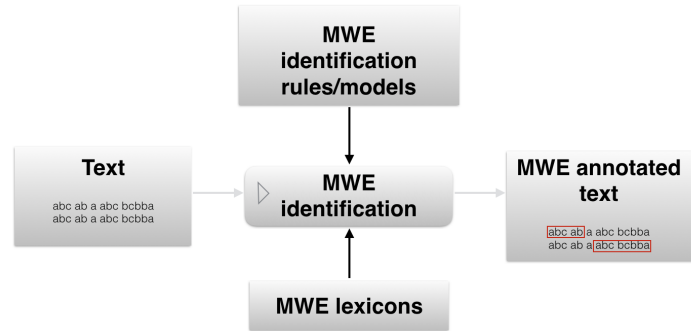 MWE
identification
rules/models
Text
abc ab a abc bcbba
abc ab a abc bcbba
MWE
identification
MWE annotated
text
abc ab a abc bcbba
abc ab a abc bcbba
MWE lexicons